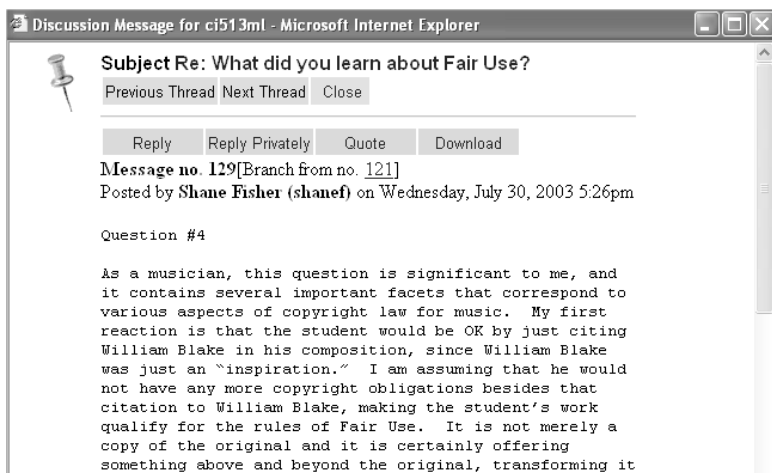 Discussion Message for ci513ml - Microsoft Internet Explorer
Subject Re: What did you learn about Fair Use?
Previous Thread Next Thread Close
Reply Reply Privately Quote Download
Message no. 129[Branch from no. 121]
Posted by Shane Fisher (shanef) on Wednesday, July 30, 2003 5:26pm
Question #4
As a musician, this question is significant to me, and
it contains several important facets that correspond to
various aspects of copyright law for music.  My first
reaction is that the student would be OK by just citing
William Blake in his composition, since William Blake
was just an "inspiration."  I am assuming that he would
not have any more copyright obligations besides that
citation to William Blake, making the student's work
qualify for the rules of Fair Use.  It is not merely a
copy of the original and it is certainly offering
something above and beyond the original, transforming it